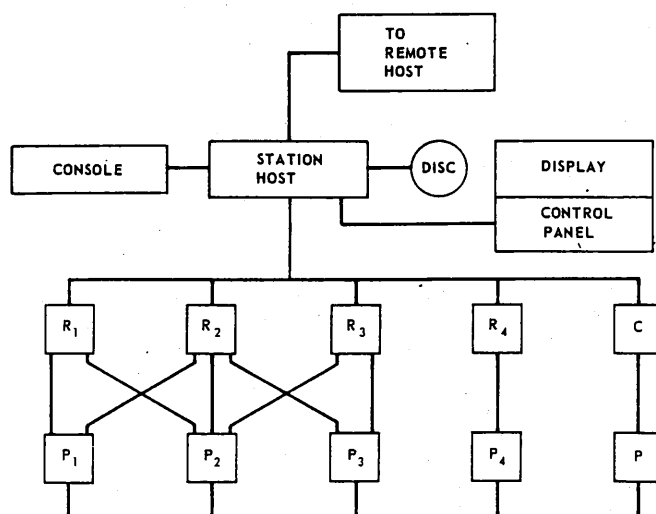 TO
REMOTE
HOST
CONSOLE
STATION
HOST
DISC
DISPLAY
CONTROL
PANEL
R1
R2
R3
R4
C
P1
P2
P3
P4
P